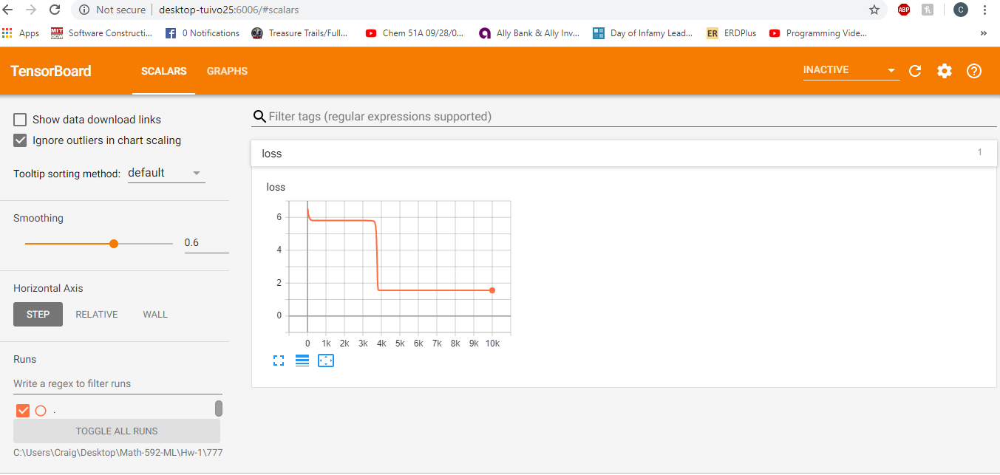 Not secure | desktop-tuivo25:6006/#scalars ABP h C
Apps MIT OCW Software Constructi... 0 Notifications Treasure Trails/Full... Chem 51A 09/28/0... Ally Bank & Ally Inv... Day of Infamy Lead... ER ERDPlus Programming Vide... »
TensorBoard SCALARS GRAPHS INACTIVE
Show data download links
Ignore outliers in chart scaling
Tooltip sorting method: default
Smoothing
0.6
Horizontal Axis
STEP RELATIVE WALL
Runs
Write a regex to filter runs
.
TOGGLE ALL RUNS
C:\Users\Craig\Desktop\Math-592-ML\Hw-1\777
Filter tags (regular expressions supported)
loss 1
loss
6
4
2
0
0 1k 2k 3k 4k 5k 6k 7k 8k 9k 10k